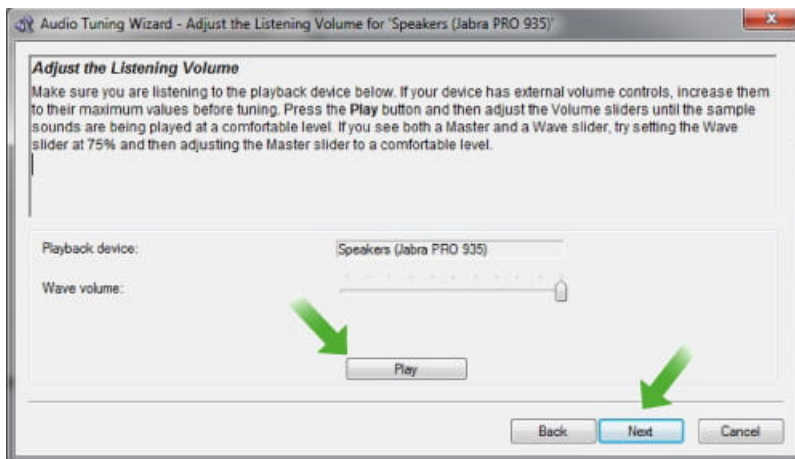 Audio Tuning Wizard - Adjust the Listening Volume for 'Speakers (Jabra PRO 935)'
Adjust the Listening Volume
Make sure you are listening to the playback device below. If your device has external volume controls, increase them
to their maximum values before tuning. Press the Play button and then adjust the Volume sliders until the sample
sounds are being played at a comfortable level. If you see both a Master and a Wave slider, try setting the Wave
slider at 75% and then adjusting the Master slider to a comfortable level.
Playback device:
Speakers (Jabra PRO 935)
Wave volume:
Play
Back
Next
Cancel